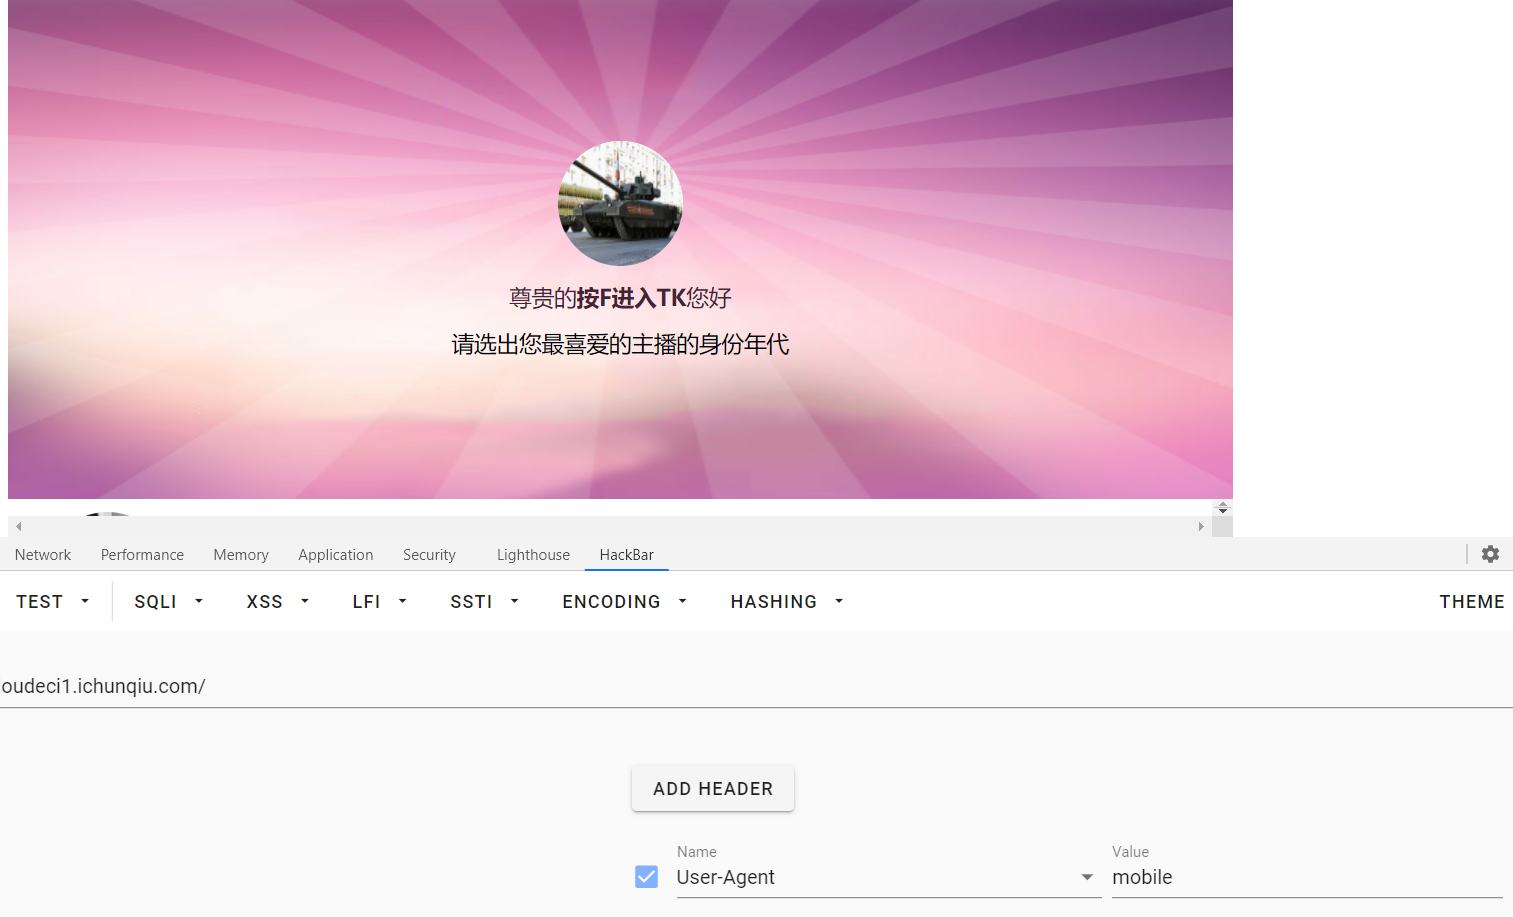 尊贵的按F进入TK您好
请选出您最喜爱的主播的身份年代
Network Performance Memory Application Security Lighthouse HackBar
TEST SQLI XSS LFI SSTI ENCODING HASHING THEME
oudeci1.ichunqiu.com/
ADD HEADER
Name Value
User-Agent mobile